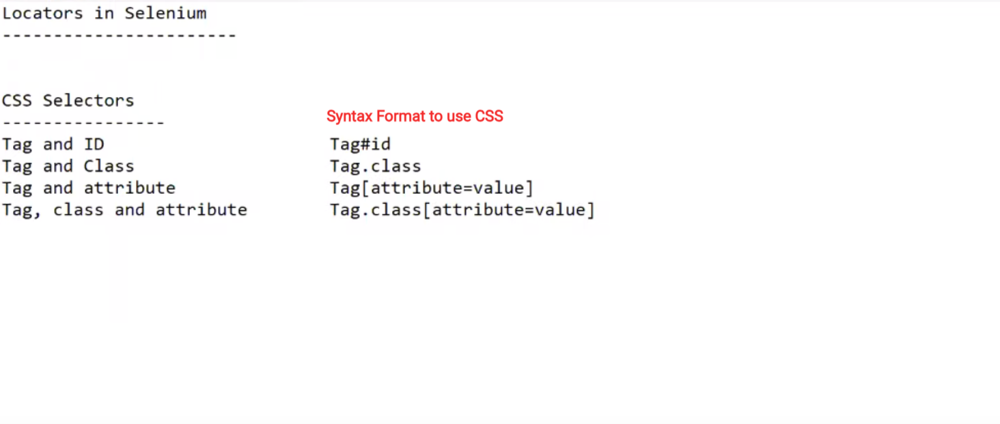 Locators in Selenium
-----------------------
CSS Selectors
----------------
Syntax Format to use CSS
Tag and ID Tag#id
Tag and Class Tag.class
Tag and attribute Tag[attribute=value]
Tag, class and attribute Tag.class[attribute=value]